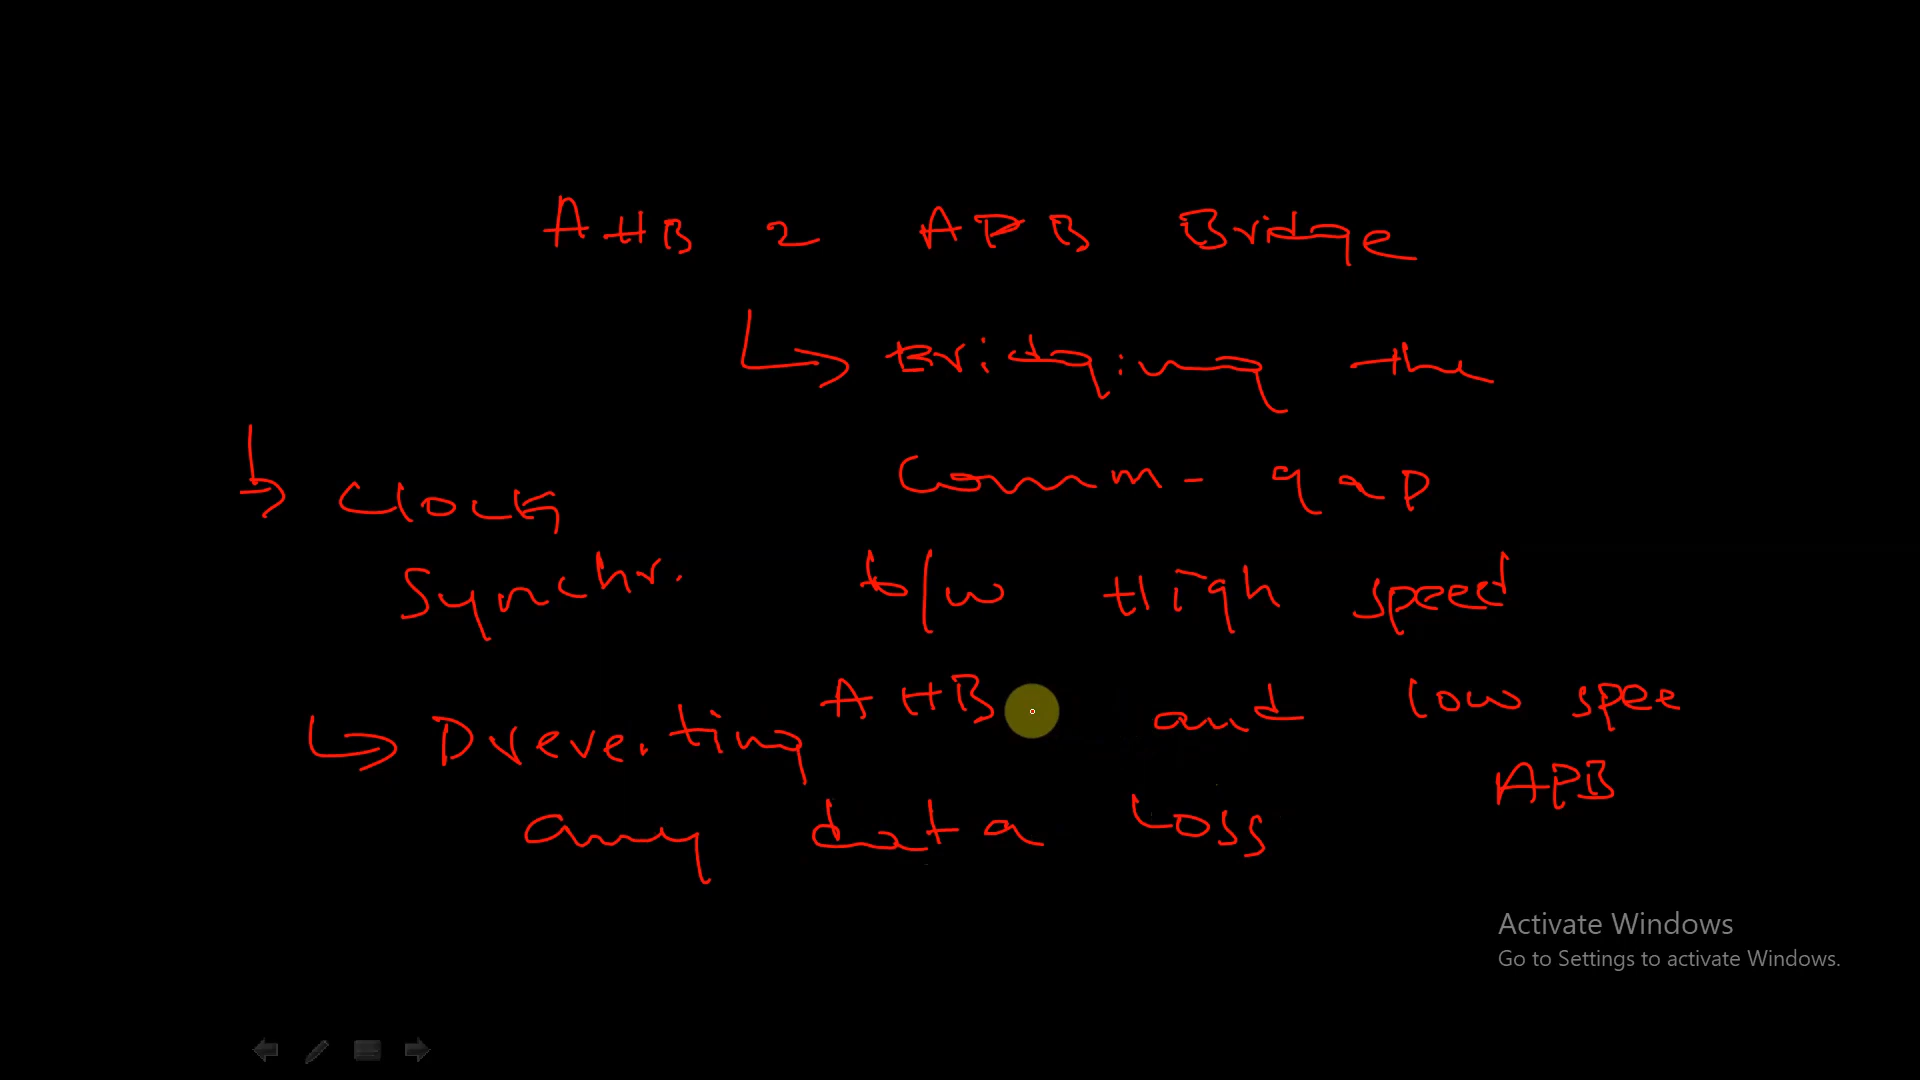 AHB 2 APB Bridge
↳ Bridging the
Comm- gap
b/w High speed
AHB and low spee
APB
↳ Clock
Synchr.
↳ Preventing
any data loss
Activate Windows
Go to Settings to activate Windows.